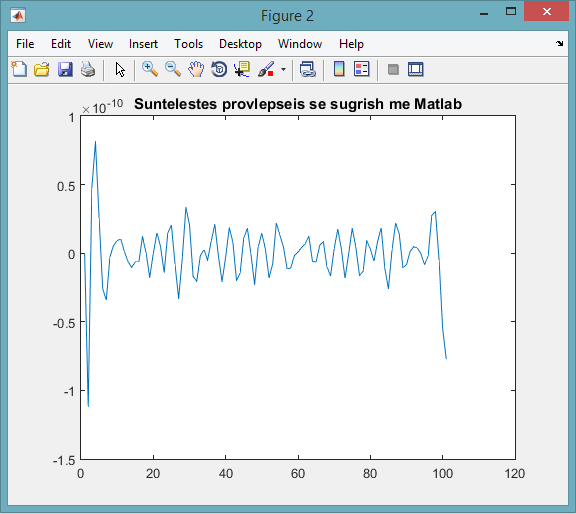 Figure 2
File Edit View Insert Tools Desktop Window Help
×10-10 Suntelestes provlepseis se sugrish me Matlab
1
0.5
0
-0.5
-1
-1.5
0 20 40 60 80 100 120